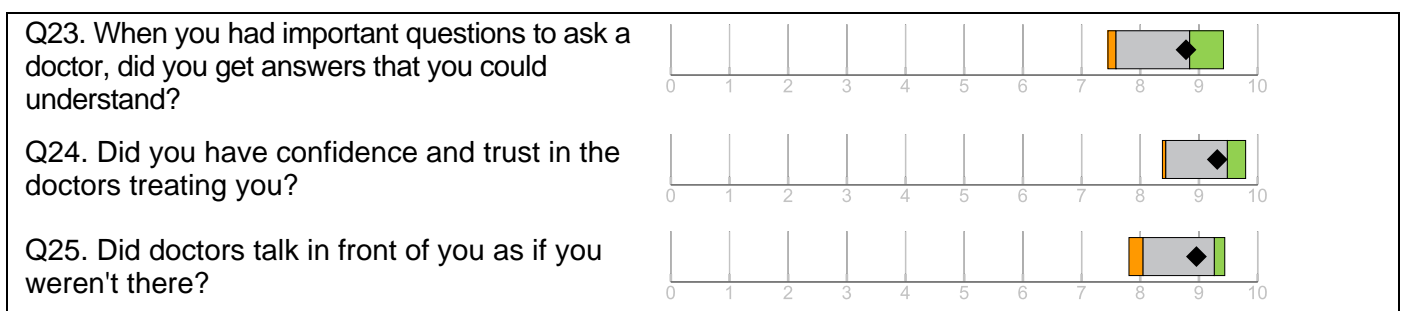 Q23. When you had important questions to ask a
doctor, did you get answers that you could
understand?
0 1 2 3 4 5 6 7 8 9 10
Q24. Did you have confidence and trust in the
doctors treating you?
0 1 2 3 4 5 6 7 8 9 10
Q25. Did doctors talk in front of you as if you
weren't there?
0 1 2 3 4 5 6 7 8 9 10